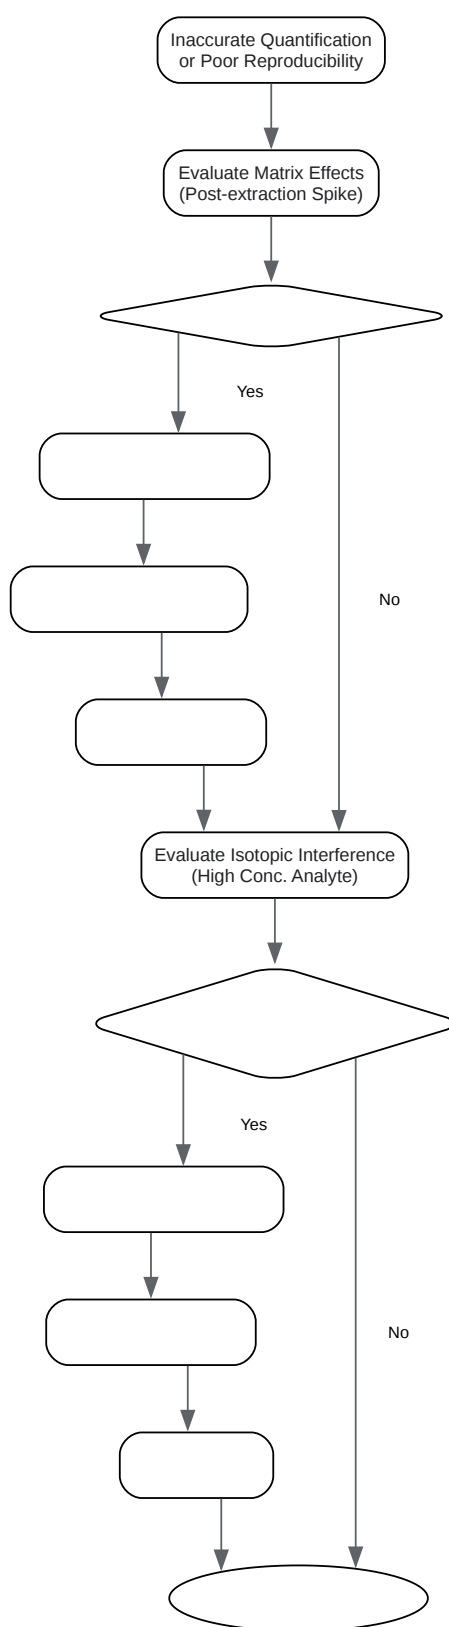 Inaccurate Quantification
or Poor Reproducibility
Evaluate Matrix Effects
(Post-extraction Spike)
Yes
No
Evaluate Isotopic Interference
(High Conc. Analyte)
Yes
No